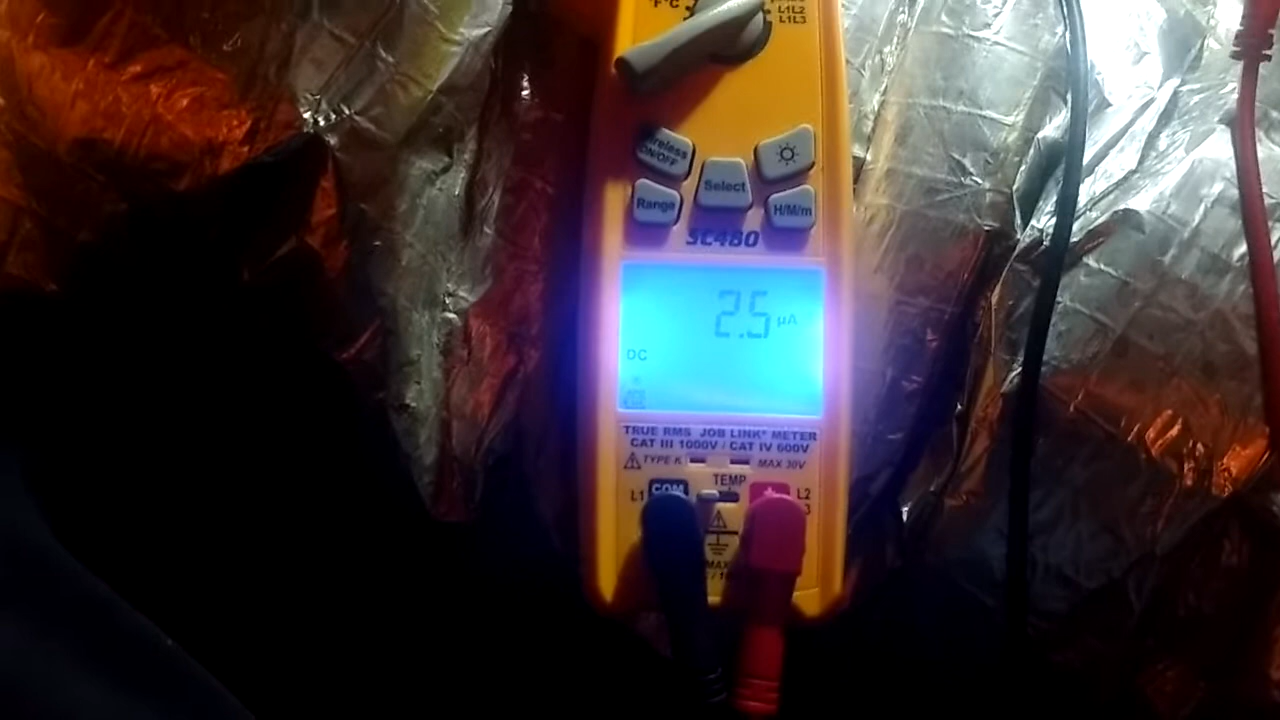 °F°C
L1L2
L1L3
Wireless
ON/OFF
Select
Range
H/M/m
SC480
2.5 µA
DC
TRUE RMS JOB LINK® METER
CAT III 1000V / CAT IV 600V
TYPE K
MAX 30V
TEMP
L1
COM
+
L2
MAX